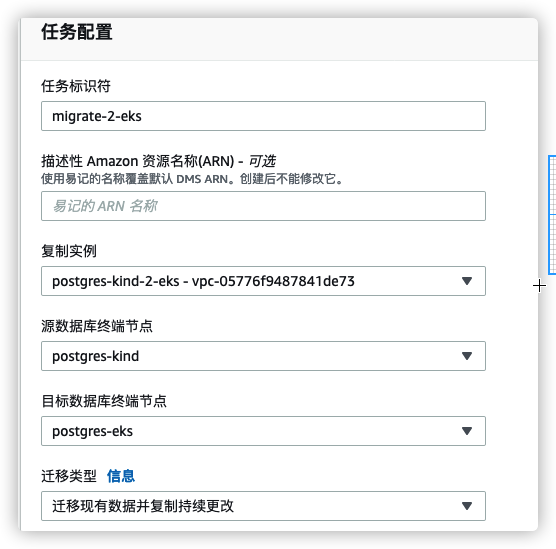 任务配置
任务标识符
migrate-2-eks
描述性 Amazon 资源名称(ARN) - 可选
使用易记的名称覆盖默认 DMS ARN。创建后不能修改它。
易记的 ARN 名称
复制实例
postgres-kind-2-eks - vpc-05776f9487841de73
源数据库终端节点
postgres-kind
目标数据库终端节点
postgres-eks
迁移类型 信息
迁移现有数据并复制持续更改